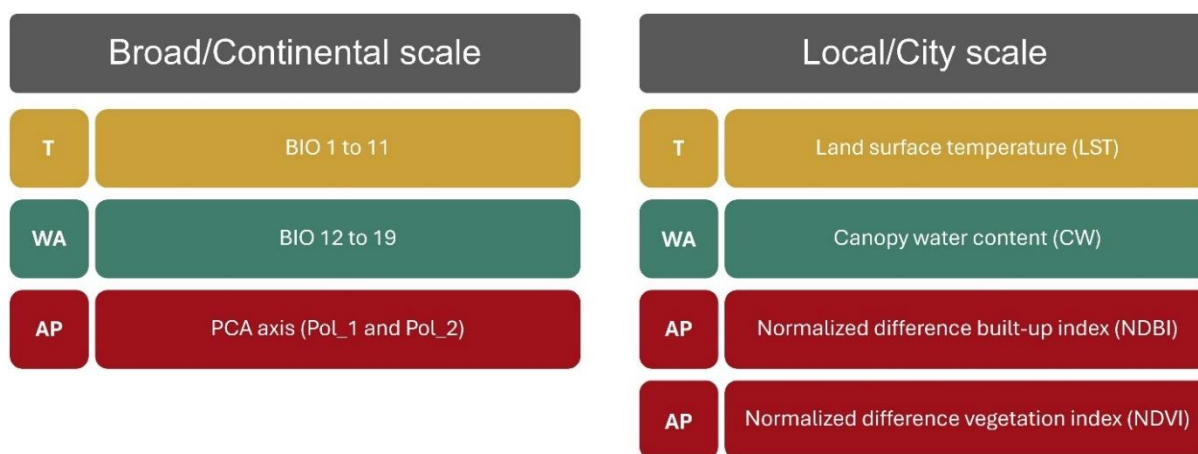 Broad/Continental scale
T
BIO 1 to 11
WA
BIO 12 to 19
AP
PCA axis (Pol_1 and Pol_2)
Local/City scale
T
Land surface temperature (LST)
WA
Canopy water content (CW)
AP
Normalized difference built-up index (NDBI)
AP
Normalized difference vegetation index (NDVI)